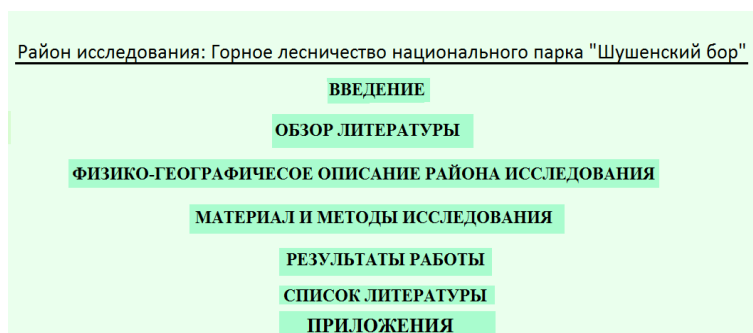 Район исследования: Горное лесничество национального парка "Шушенский бор"
ВВЕДЕНИЕ
ОБЗОР ЛИТЕРАТУРЫ
ФИЗИКО-ГЕОГРАФИЧЕСОЕ ОПИСАНИЕ РАЙОНА ИССЛЕДОВАНИЯ
МАТЕРИАЛ И МЕТОДЫ ИССЛЕДОВАНИЯ
РЕЗУЛЬТАТЫ РАБОТЫ
СПИСОК ЛИТЕРАТУРЫ
ПРИЛОЖЕНИЯ